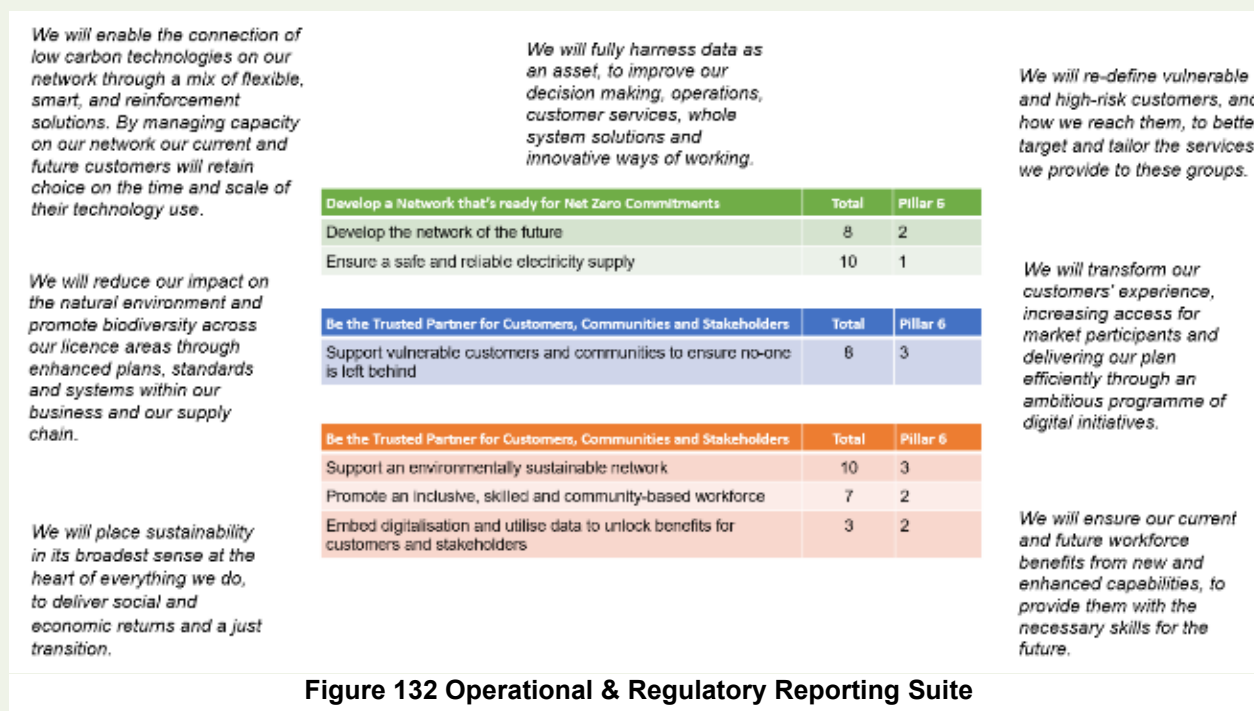 We will enable the connection of
low carbon technologies on our
network through a mix of flexible,
smart, and reinforcement
solutions. By managing capacity
on our network our current and
future customers will retain
choice on the time and scale of
their technology use.
We will reduce our impact on
the natural environment and
promote biodiversity across
our licence areas through
enhanced plans, standards
and systems within our
business and our supply
chain.
We will place sustainability
in its broadest sense at the
heart of everything we do,
to deliver social and
economic returns and a just
transition.
We will fully harness data as
an asset, to improve our
decision making, operations,
customer services, whole
system solutions and
innovative ways of working.
Develop a Network that's ready for Net Zero Commitments Total Pillar 6
Develop the network of the future 8 2
Ensure a safe and reliable electricity supply 10 1
Be the Trusted Partner for Customers, Communities and Stakeholders Total Pillar 6
Support vulnerable customers and communities to ensure no-one 8 3
is left behind
Be the Trusted Partner for Customers, Communities and Stakeholders Total Pillar 6
Support an environmentally sustainable network 10 3
Promote an inclusive, skilled and community-based workforce 7 2
Embed digitalisation and utilise data to unlock benefits for 3 2
customers and stakeholders
We will re-define vulnerable
and high-risk customers, and
how we reach them, to bette
target and tailor the services
we provide to these groups.
We will transform our
customers' experience,
increasing access for
market participants and
delivering our plan
efficiently through an
ambitious programme of
digital initiatives.
We will ensure our current
and future workforce
benefits from new and
enhanced capabilities, to
provide them with the
necessary skills for the
future.
Figure 132 Operational & Regulatory Reporting Suite